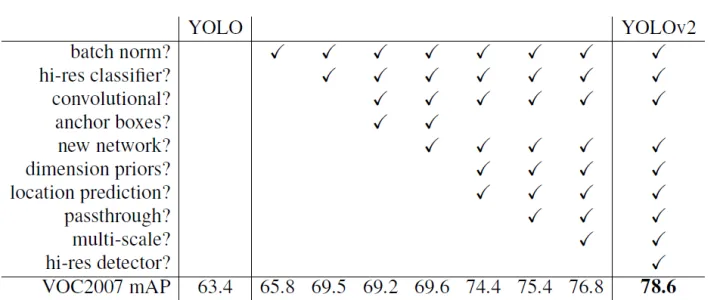 YOLO YOLOv2
batch norm? ✓ ✓ ✓ ✓ ✓ ✓ ✓ ✓
hi-res classifier? ✓ ✓ ✓ ✓ ✓ ✓ ✓
convolutional? ✓ ✓ ✓ ✓ ✓ ✓
anchor boxes? ✓ ✓
new network? ✓ ✓ ✓ ✓ ✓
dimension priors? ✓ ✓ ✓ ✓
location prediction? ✓ ✓ ✓ ✓
passthrough? ✓ ✓ ✓
multi-scale? ✓ ✓
hi-res detector? ✓
VOC2007 mAP 63.4 65.8 69.5 69.2 69.6 74.4 75.4 76.8 78.6